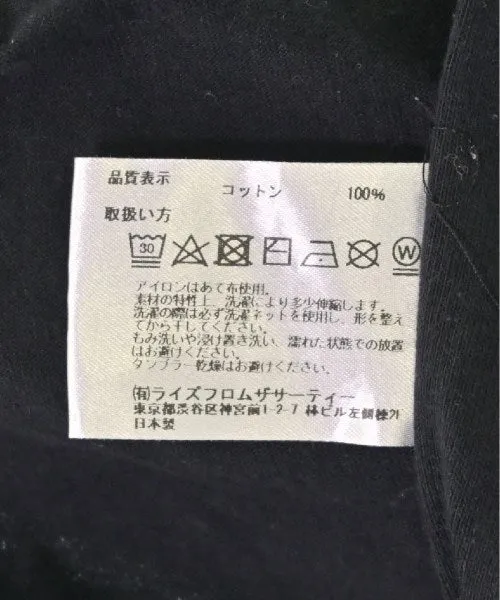 品質表示
コットン 100%
取扱い方
30
W
アイロンはあて布使用。
素材の特性上、洗濯により多少伸縮します。
洗濯の際は必ず洗濯ネットを使用し、形を整え
てから干してください。
もみ洗いや浸け置き洗い、濡れた状態での放置
はお避けください。
タンブラー乾燥はお避けください。
(有)ライズフロムザサーティー
東京都渋谷区神宮前1-2-7 林ビル左側棟外
日本製